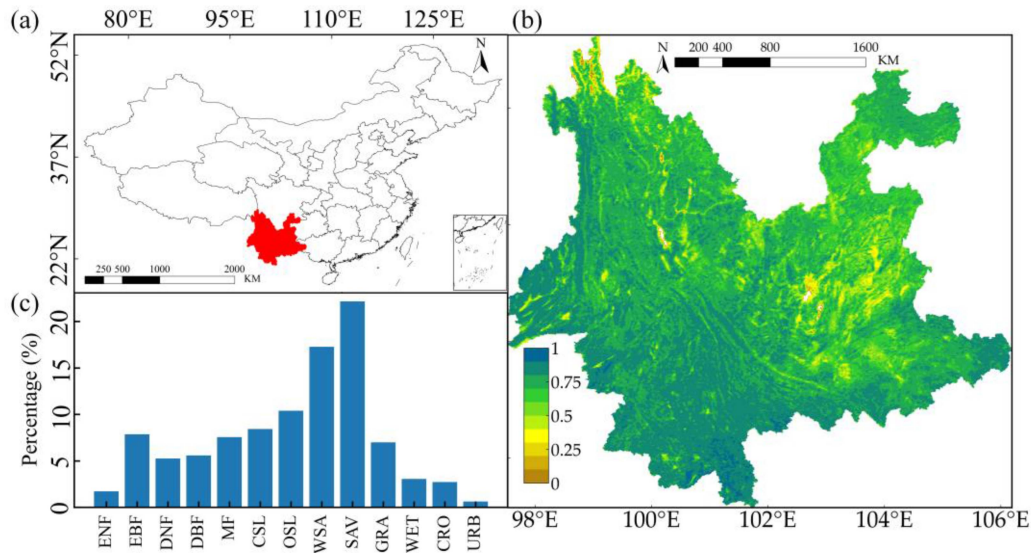 (a) 80°E 95°E 110°E 125°E
52°N
37°N
22°N
N
250 500 1000 2000
KM
(b)
N
200 400 800 1600
KM
1
0.75
0.5
0.25
0
98°E 100°E 102°E 104°E 106°E
(c)
Percentage (%)
20
15
10
5
0
ENF EBF DNF DBF MF CSL OSL WSA SAV GRA WET CRO URB